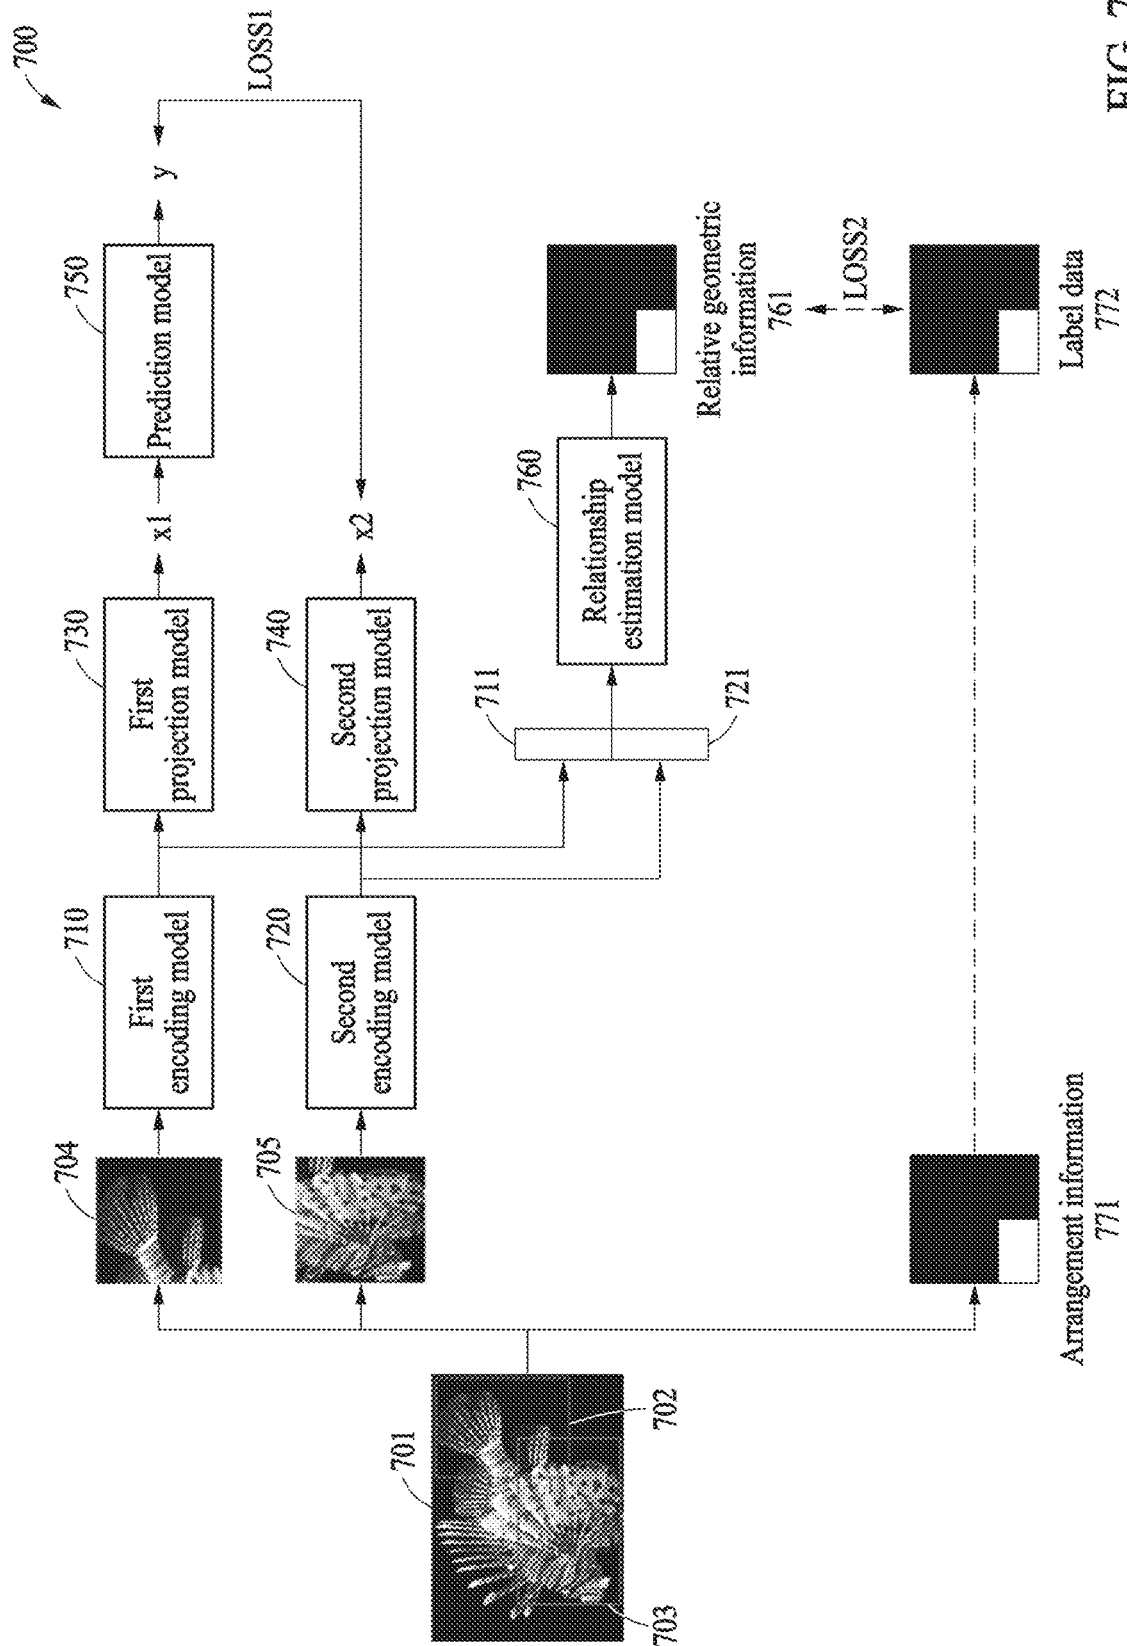 700
701
702
703
704
705
710
First
encoding model
720
Second
encoding model
730
First
projection model
740
Second
projection model
x1
x2
750
Prediction model
y
LOSS1
711
721
760
Relationship
estimation model
Relative geometric
information
761
LOSS2
Arrangement information
771
Label data
772
FIG. 7